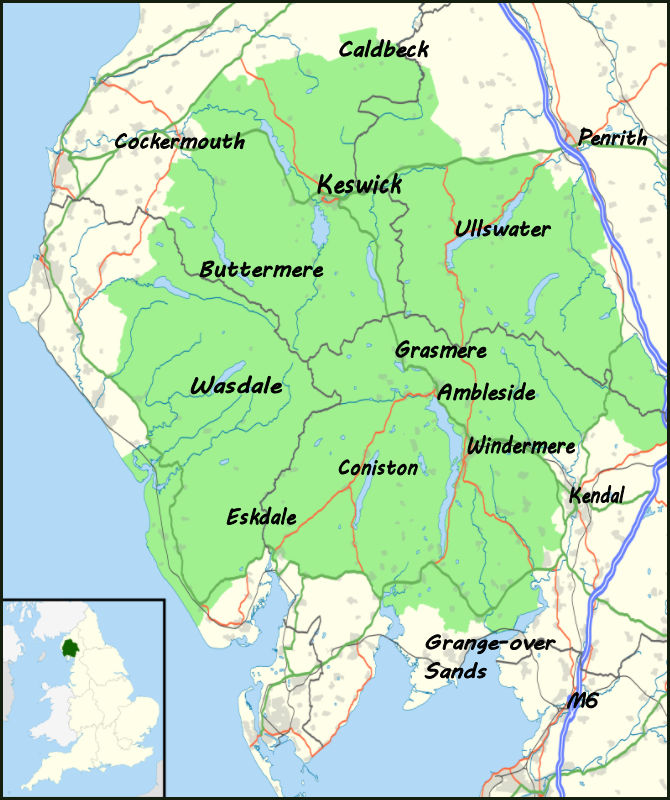 Caldbeck
Penrith
Cockermouth
Keswick
Ullswater
Buttermere
Grasmere
Wasdale
Ambleside
Windermere
Coniston
Kendal
Eskdale
Grange-over
Sands
M6